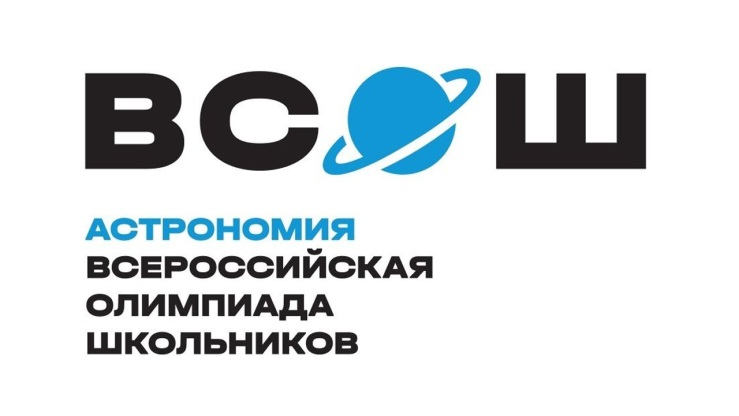 ВСОШ
АСТРОНОМИЯ
ВСЕРОССИЙСКАЯ
ОЛИМПИАДА
ШКОЛЬНИКОВ